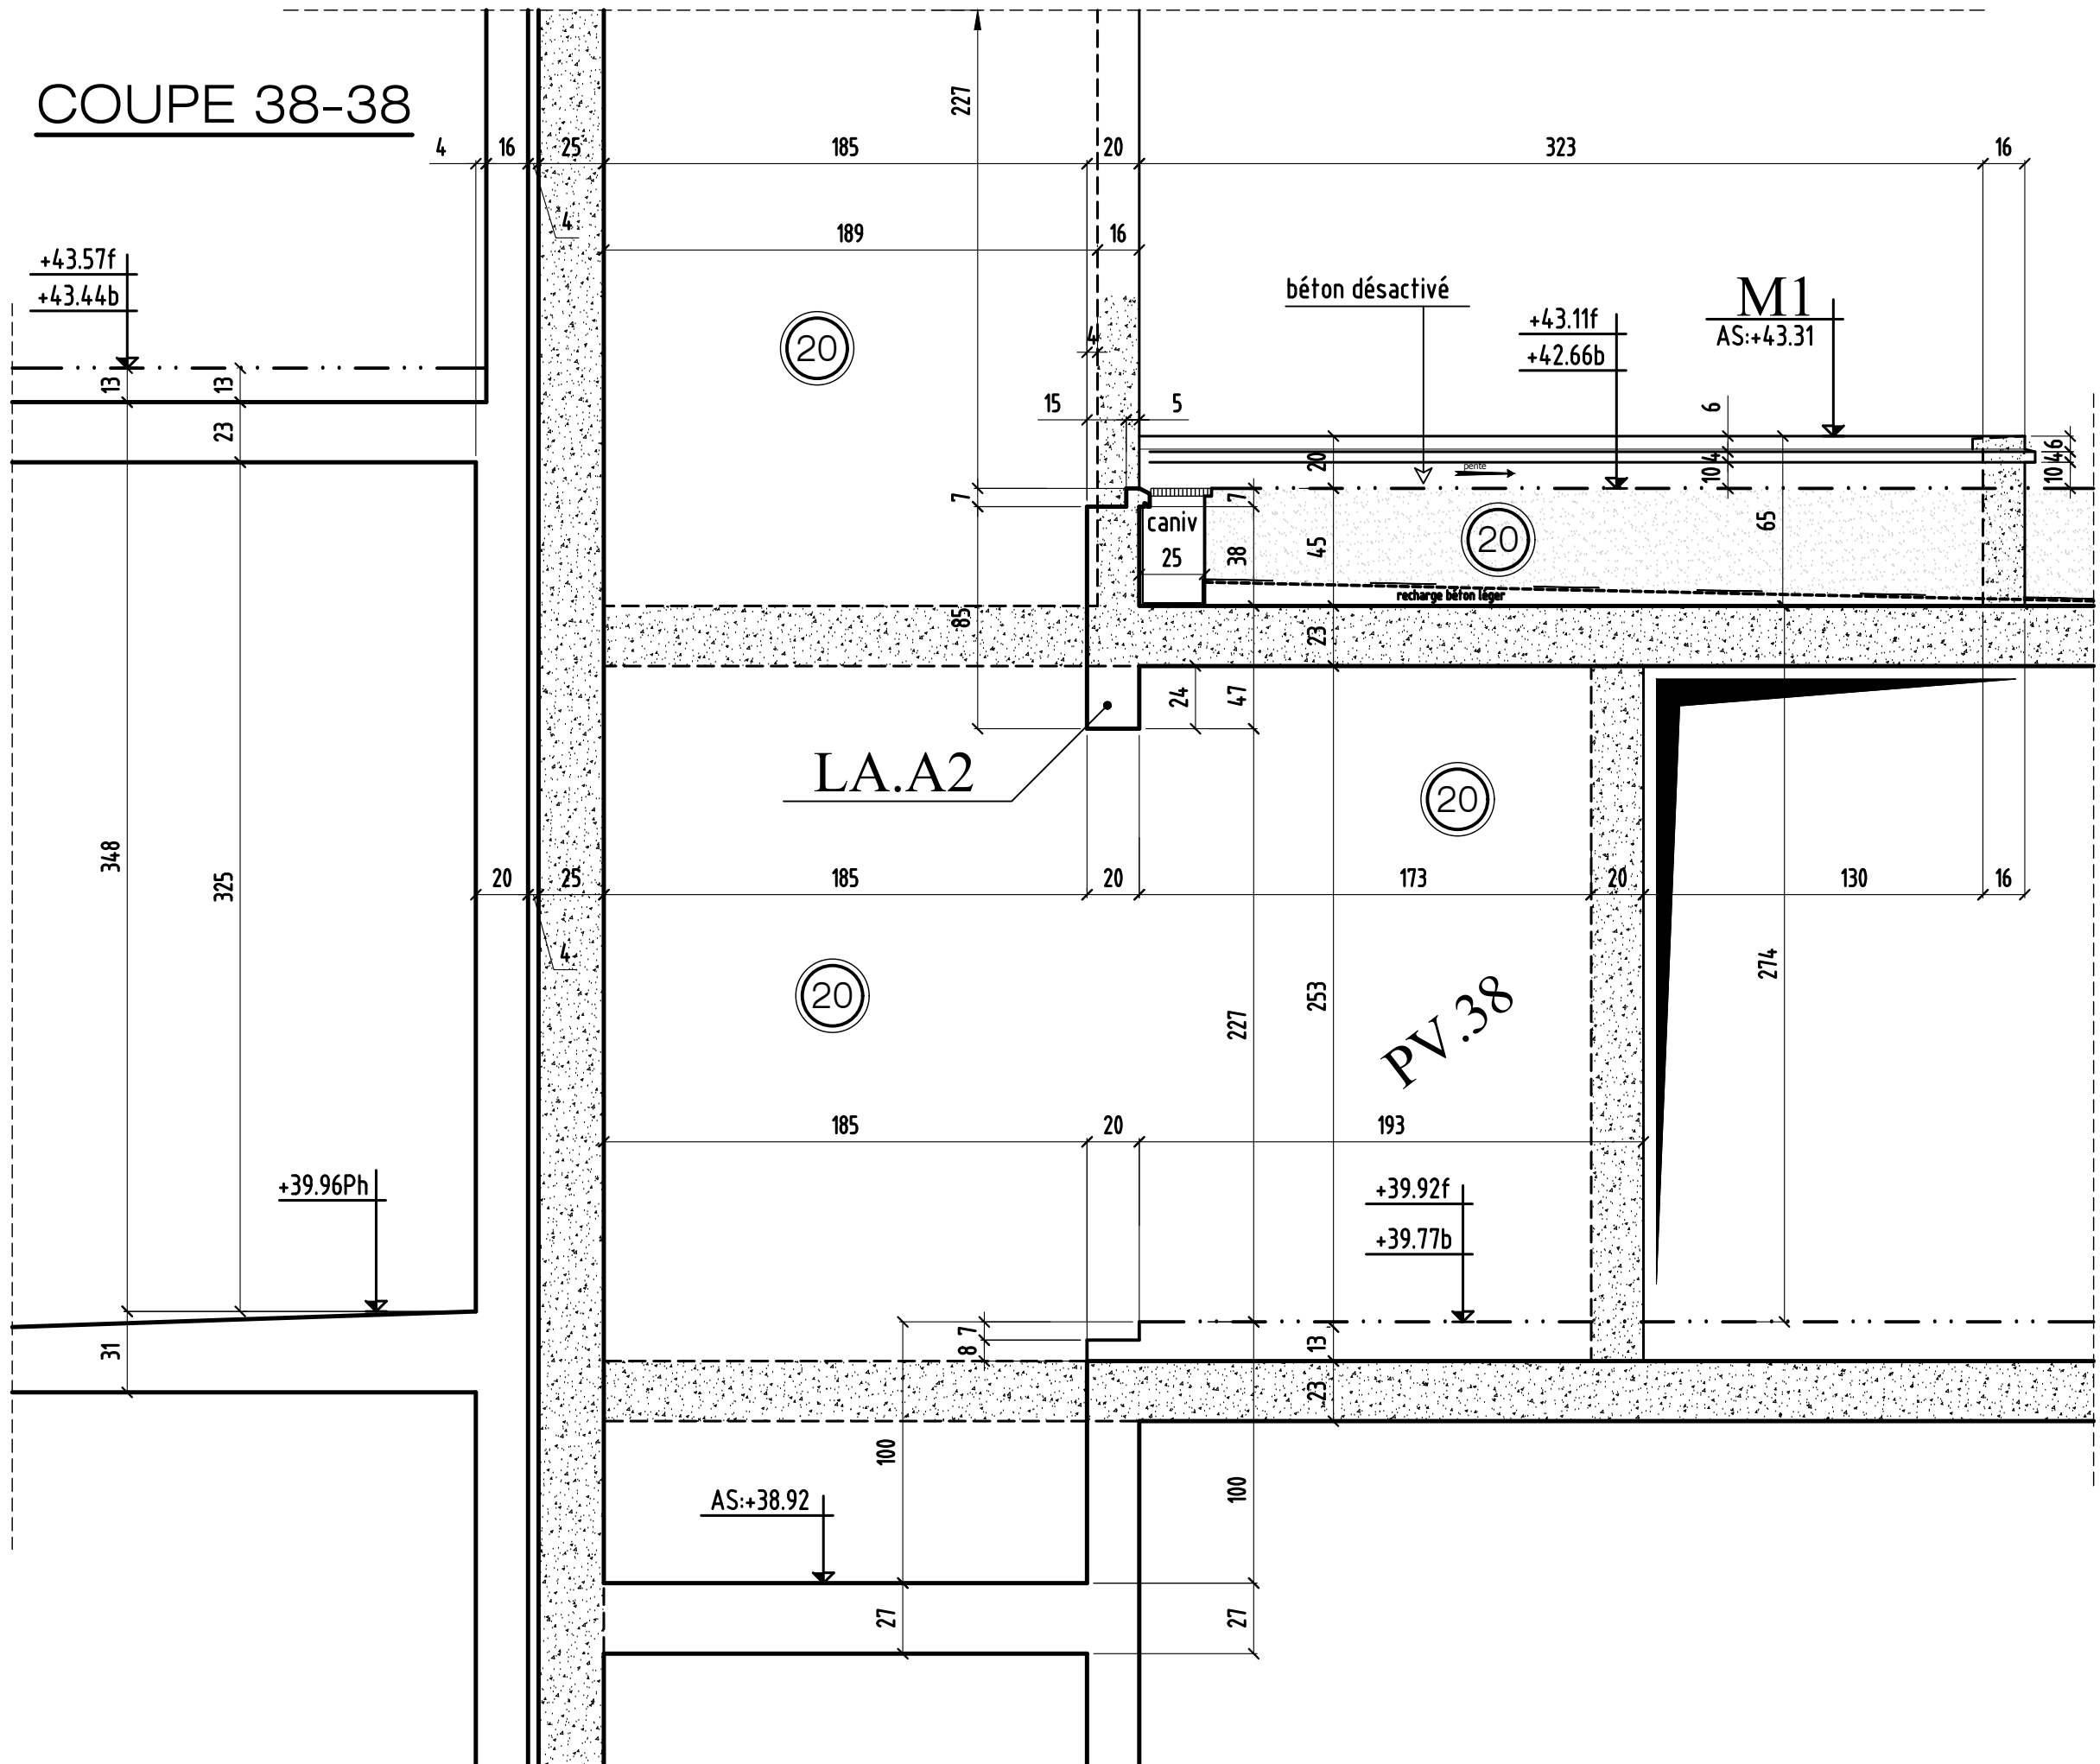 COUPE 38-38
227
4 16 25 185 20 323 16
4
189 16
+43.57f
+43.44b
béton désactivé
M1
AS:+43.31
+43.11f
+42.66b
20
4
13 13
15 5
6
23
20
10 4
10 4 6
pente
7
7
caniv
25
38
45
20
65
recharge béton léger
85
23
24
47
LA.A2
20
348
325
20 25 185 20 173 20 130 16
4
20
227
253
274
PV.38
185 20 193
+39.96Ph
+39.92f
+39.77b
31
8 7
13
23
100
100
AS:+38.92
27
27